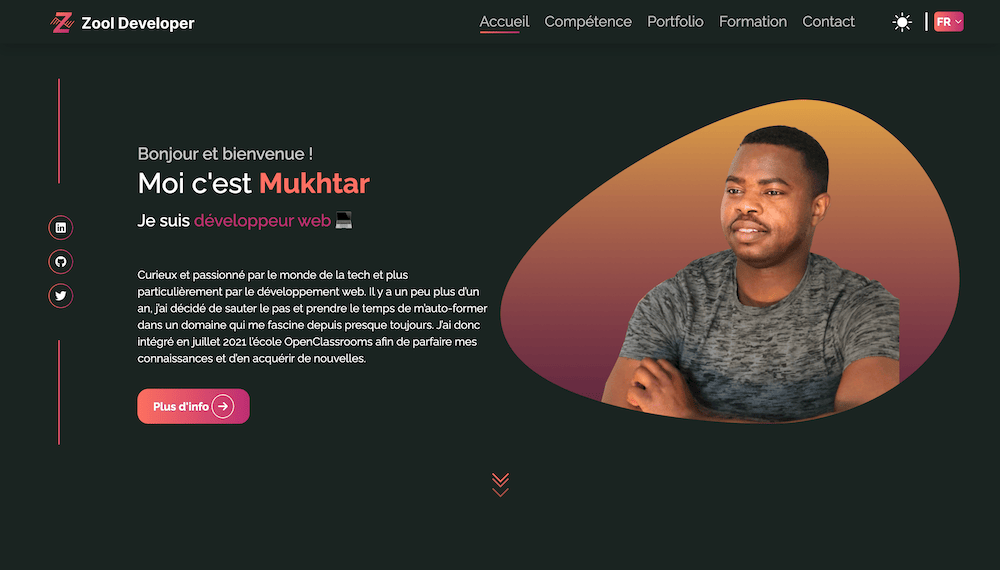 Zool Developer
Accueil Compétence Portfolio Formation Contact FR
Bonjour et bienvenue !
Moi c'est Mukhtar
Je suis développeur web
Curieux et passionné par le monde de la tech et plus
particulièrement par le développement web. Il y a un peu plus d'un
an, j'ai décidé de sauter le pas et prendre le temps de m'auto-former
dans un domaine qui me fascine depuis presque toujours. J'ai donc
intégré en juillet 2021 l'école OpenClassrooms afin de parfaire mes
connaissances et d'en acquérir de nouvelles.
Plus d'info